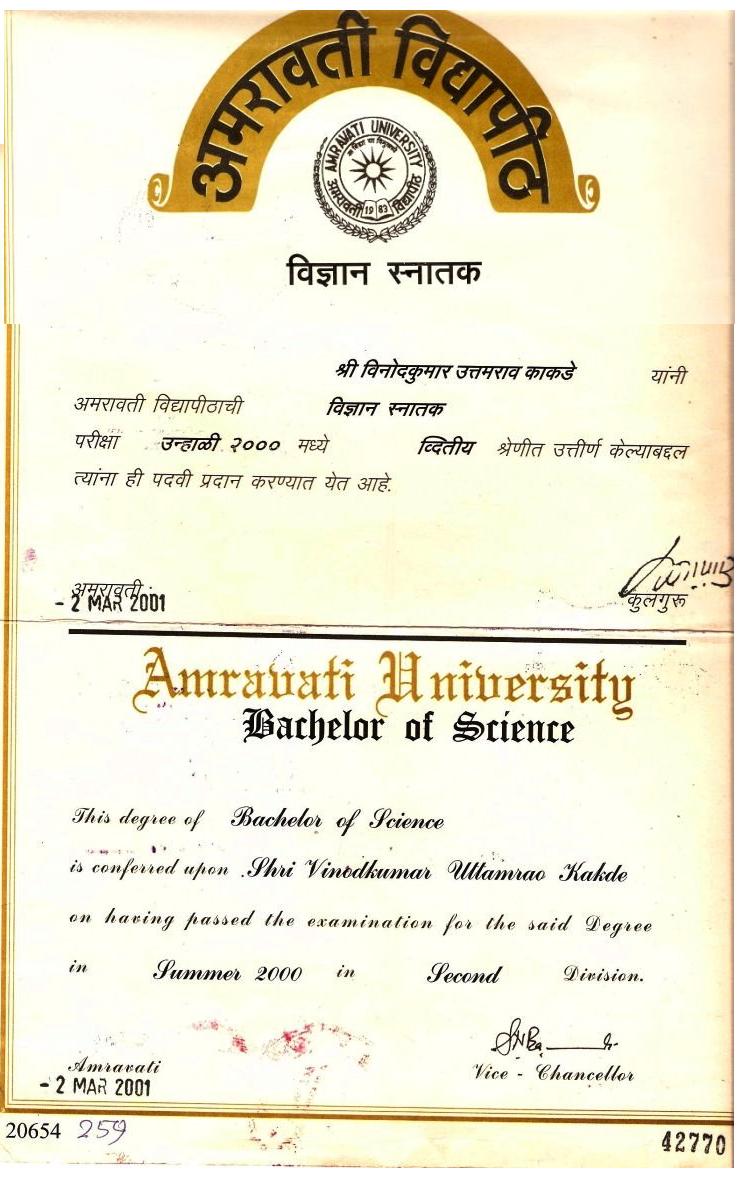 अमरावती विद्यापीठ
AMRAVATI UNIVERSITY
अमरावती 1983 विद्यापीठ
विज्ञान स्नातक
श्री विनोदकुमार उत्तमराव काकडे यांनी
अमरावती विद्यापीठाची विज्ञान स्नातक
परीक्षा उन्हाळी २००० मध्ये व्दितीय श्रेणीत उत्तीर्ण केल्याबद्दल
त्यांना ही पदवी प्रदान करण्यात येत आहे.
अमरावती :
- 2 MAR 2001
कुलगुरू
Amravati University
Bachelor of Science
This degree of Bachelor of Science
is conferred upon Shri Vinodkumar Uttamrao Kakde
on having passed the examination for the said Degree
in Summer 2000 in Second Division.
Amravati
- 2 MAR 2001
Vice - Chancellor
20654 259
42770